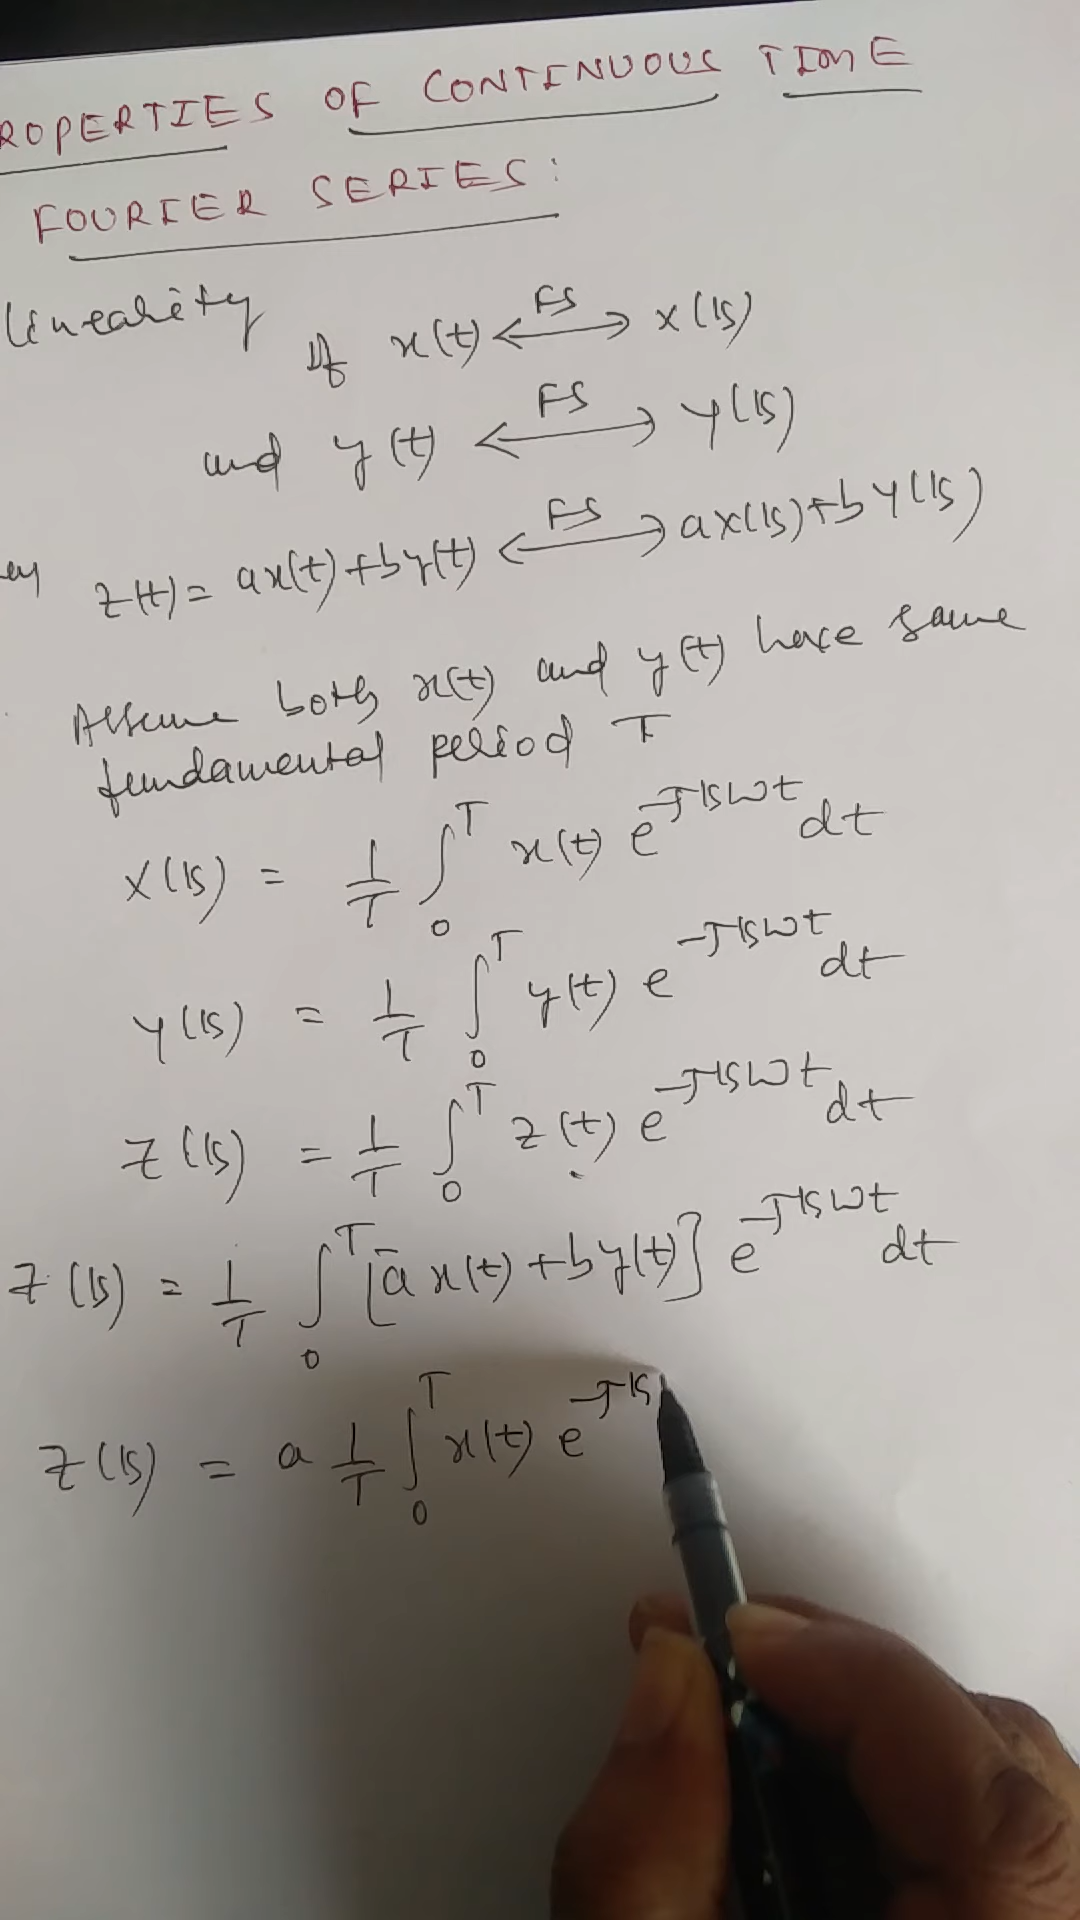 ROPERTIES OF CONTINUOUS TIME
FOURIER SERIES:
linearity
If x(t) <-FS-> X(k)
and y(t) <-FS-> Y(k)
z(t) = ax(t)+by(t) <-FS-> aX(k)+bY(k)
Assume both x(t) and y(t) have same
fundamental period T
X(k) = 1/T ∫₀ᵀ x(t) e^(-jkωt) dt
Y(k) = 1/T ∫₀ᵀ y(t) e^(-jkωt) dt
Z(k) = 1/T ∫₀ᵀ z(t) e^(-jkωt) dt
Z(k) = 1/T ∫₀ᵀ [a x(t) + b y(t)] e^(-jkωt) dt
Z(k) = a 1/T ∫₀ᵀ x(t) e^(-jk